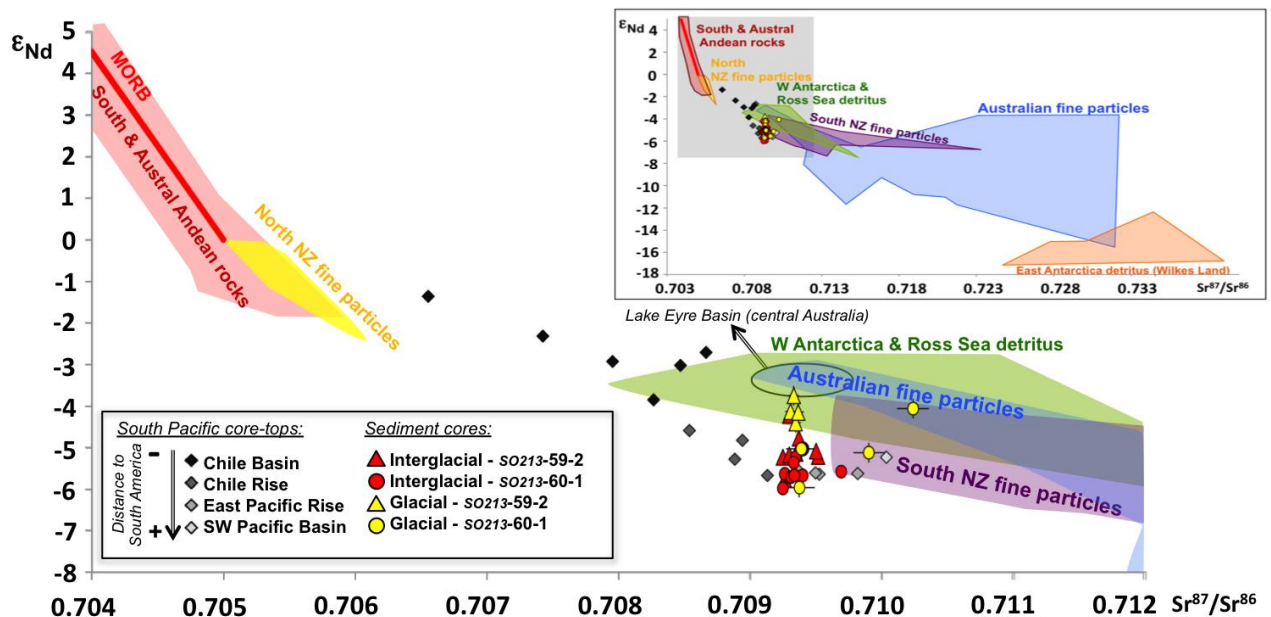 εNd
5
4
3
2
1
0
-1
-2
-3
-4
-5
-6
-7
-8
0.704
0.705
0.706
0.707
0.708
0.709
0.710
0.711
0.712
Sr87/Sr86
MORB
South & Austral Andean rocks
North NZ fine particles
Lake Eyre Basin (central Australia)
W Antarctica & Ross Sea detritus
Australian fine particles
South NZ fine particles
South Pacific core-tops:
Distance to
South America
-
+
Chile Basin
Chile Rise
East Pacific Rise
SW Pacific Basin
Sediment cores:
Interglacial - SO213-59-2
Interglacial - SO213-60-1
Glacial - SO213-59-2
Glacial - SO213-60-1
εNd
4
2
0
-2
-4
-6
-8
-10
-12
-14
-16
-18
0.703
0.708
0.713
0.718
0.723
0.728
0.733
Sr87/Sr86
South & Austral
Andean rocks
North
NZ fine particles
W Antarctica &
Ross Sea detritus
South NZ fine particles
Australian fine particles
East Antarctica detritus (Wilkes Land)